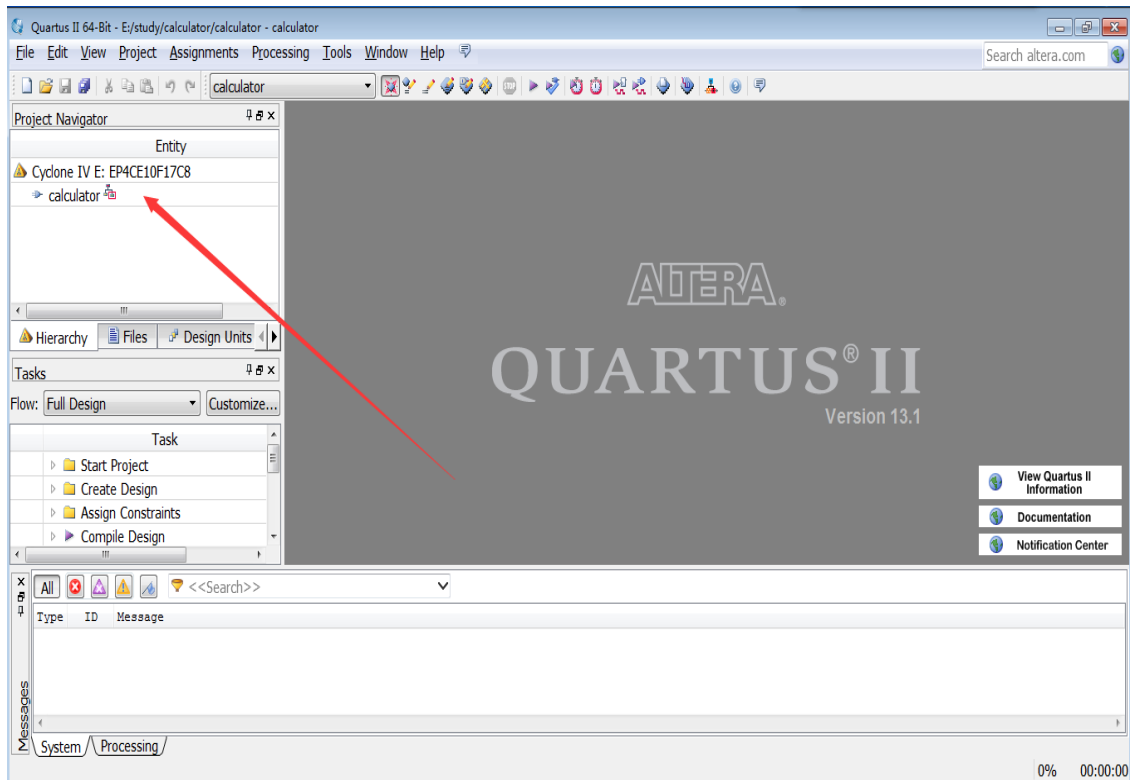 Quartus II 64-Bit - E:/study/calculator/calculator - calculator
File Edit View Project Assignments Processing Tools Window Help
Search altera.com
calculator
Project Navigator
Entity
Cyclone IV E: EP4CE10F17C8
calculator
Hierarchy Files Design Units
Tasks
Flow: Full Design Customize...
Task
Start Project
Create Design
Assign Constraints
Compile Design
ALTERA®
QUARTUS® II
Version 13.1
View Quartus II
Information
Documentation
Notification Center
All <<Search>>
Type ID Message
Messages
System Processing
0% 00:00:00